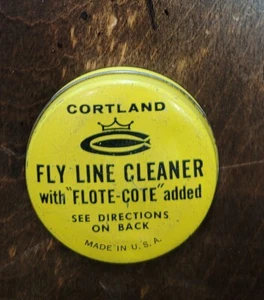 CORTLAND
FLY LINE CLEANER
with "FLOTE-COTE" added
SEE DIRECTIONS
ON BACK
MADE IN U.S.A.